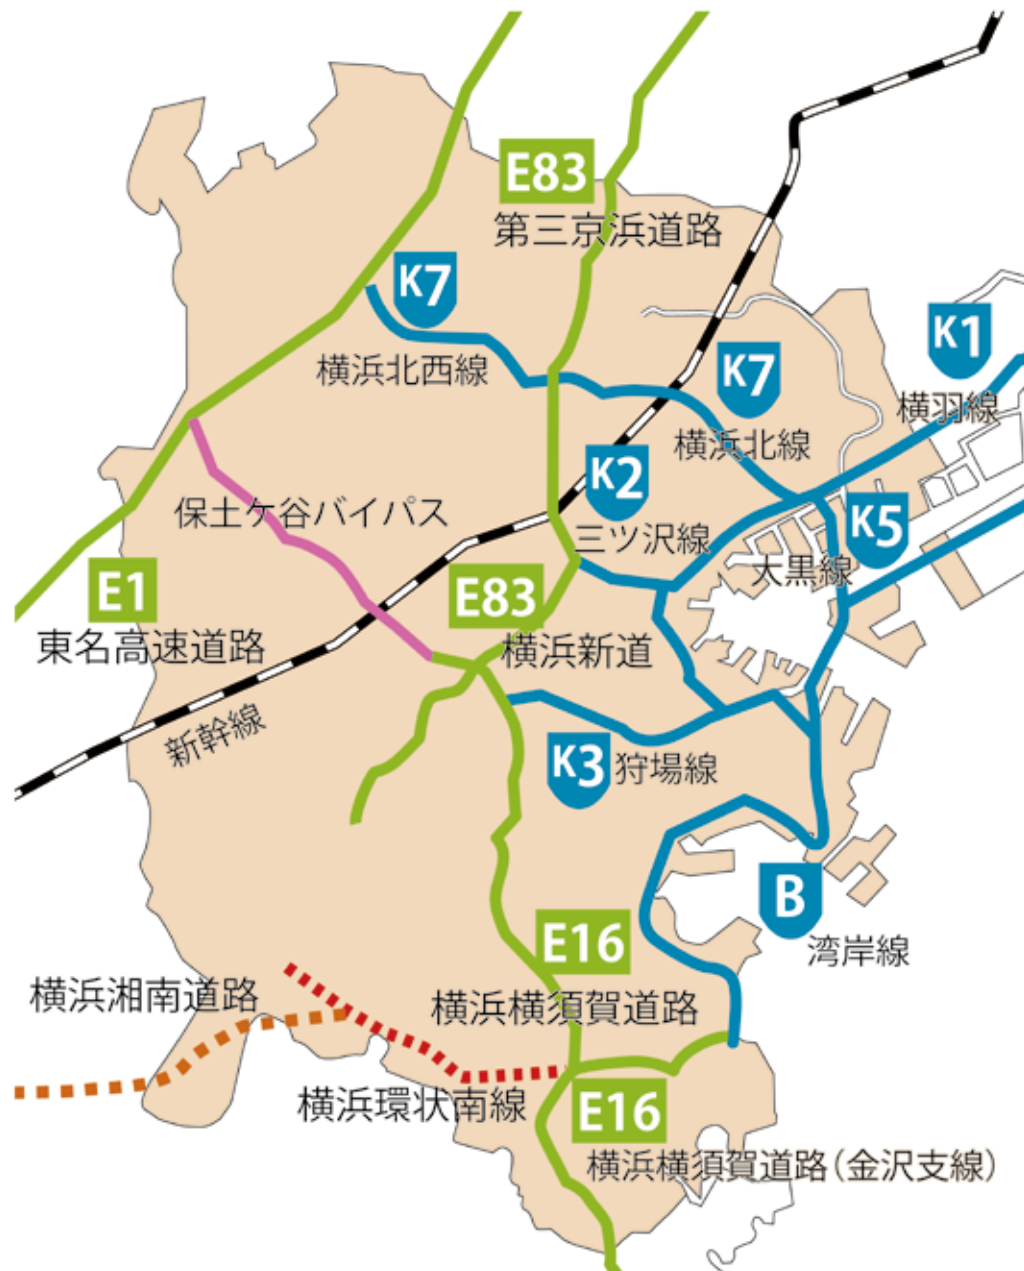 E83
第三京浜道路
K7
横浜北西線
K1
横羽線
K7
横浜北線
K2
三ツ沢線
K5
大黒線
保土ケ谷バイパス
E1
東名高速道路
E83
横浜新道
新幹線
K3
狩場線
B
湾岸線
E16
横浜横須賀道路
横浜湘南道路
横浜環状南線
E16
横浜横須賀道路(金沢支線)